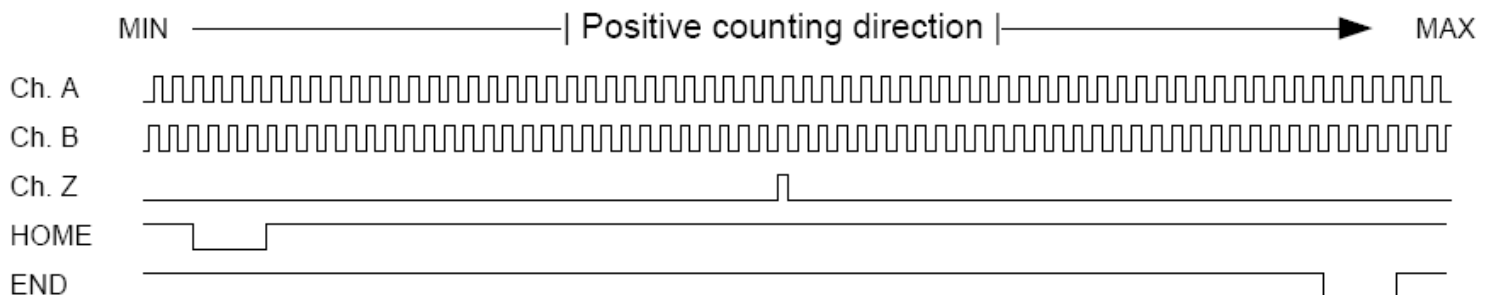 MIN | Positive counting direction | MAX
Ch. A
Ch. B
Ch. Z
HOME
END